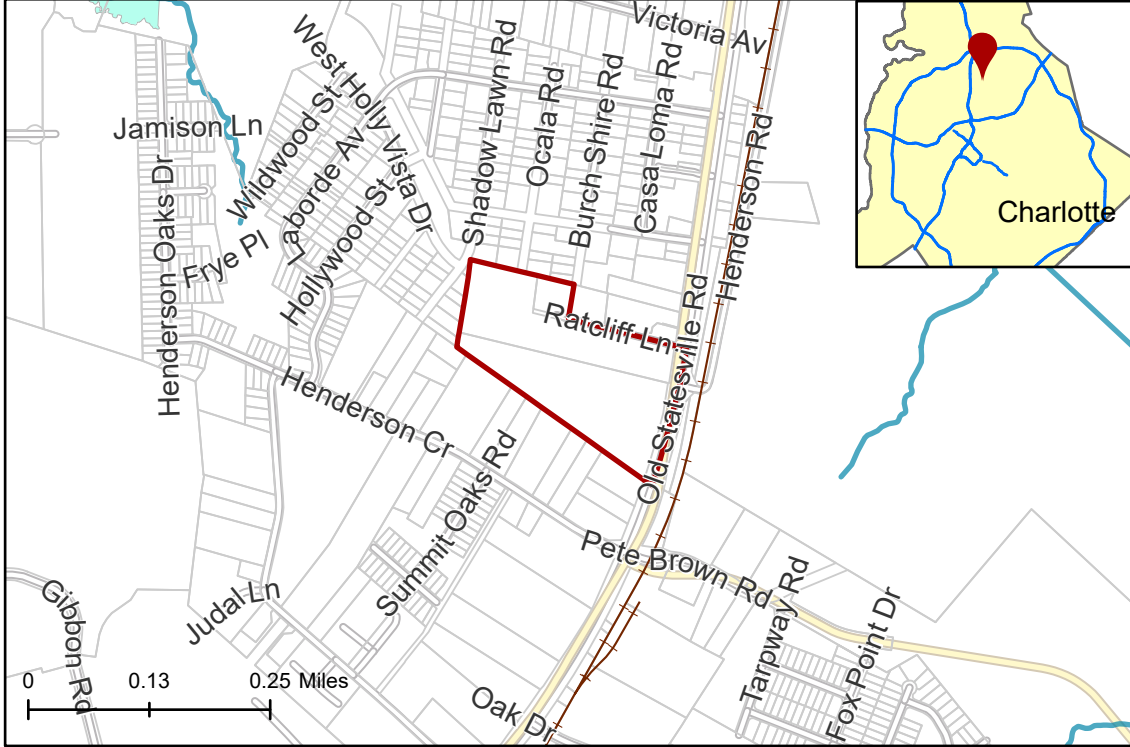 Victoria Av
West Holly Vista Dr
Shadow Lawn Rd
Ocala Rd
Burch Shire Rd
Casa Loma Rd
Henderson Rd
Jamison Ln
Wildwood St
Laborde Av
Hollywood St
Henderson Oaks Dr
Frye Pl
Charlotte
Ratcliff Ln
Old Statesville Rd
Henderson Cr
Summit Oaks Rd
Pete Brown Rd
Judal Ln
Gibbon Rd
Tarpway Rd
Fox Point Dr
Oak Dr
0 0.13 0.25 Miles